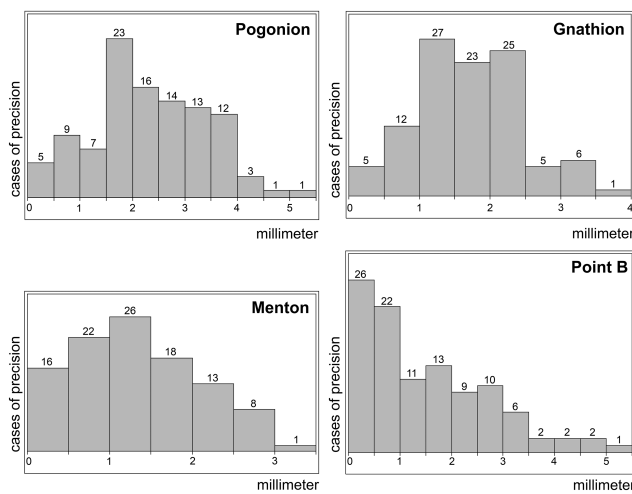 Pogonion
cases of precision
5 9 7 23 16 14 13 12 3 1 1
0 1 2 3 4 5
millimeter
Gnathion
cases of precision
5 12 27 23 25 5 6 1
0 1 2 3 4
millimeter
Menton
cases of precision
16 22 26 18 13 8 1
0 1 2 3
millimeter
Point B
cases of precision
26 22 11 13 9 10 6 2 2 2 1
0 1 2 3 4 5
millimeter